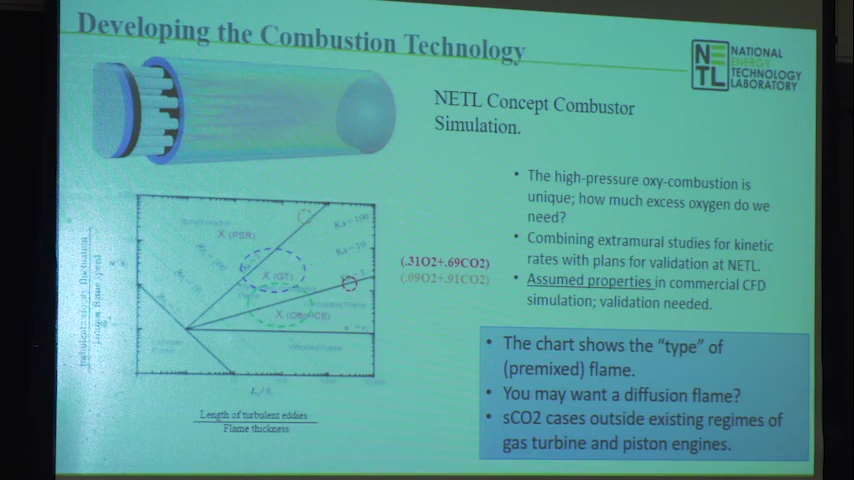 Developing the Combustion Technology
NETL
NATIONAL
ENERGY
TECHNOLOGY
LABORATORY
NETL Concept Combustor
Simulation.
• The high-pressure oxy-combustion is
unique; how much excess oxygen do we
need?
• Combining extramural studies for kinetic
rates with plans for validation at NETL.
• Assumed properties in commercial CFD
simulation; validation needed.
(.31O2+.69CO2)
(.09O2+.91CO2)
X (PSR)
Ka = 100
Ka = 10
X (GT)
Length of turbulent eddies
Flame thickness
• The chart shows the “type” of
(premixed) flame.
• You may want a diffusion flame?
• sCO2 cases outside existing regimes of
gas turbine and piston engines.